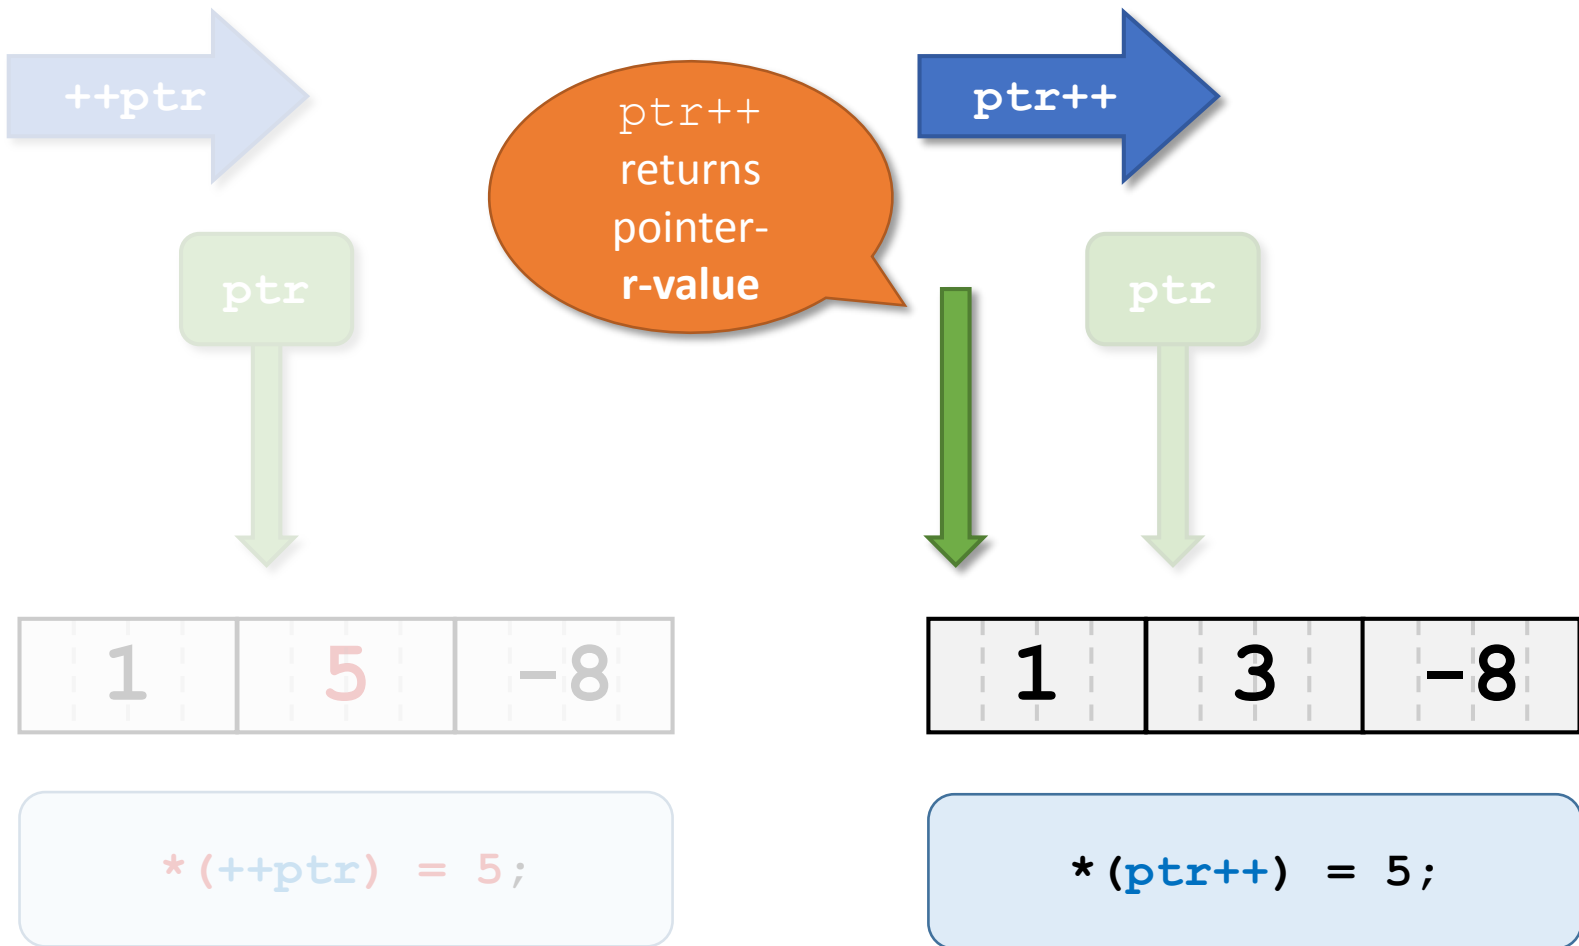 ++ptr
ptr++
returns
pointer-
r-value
ptr++
ptr
ptr
1 5 -8
1 3 -8
*(++ptr) = 5;
*(ptr++) = 5;